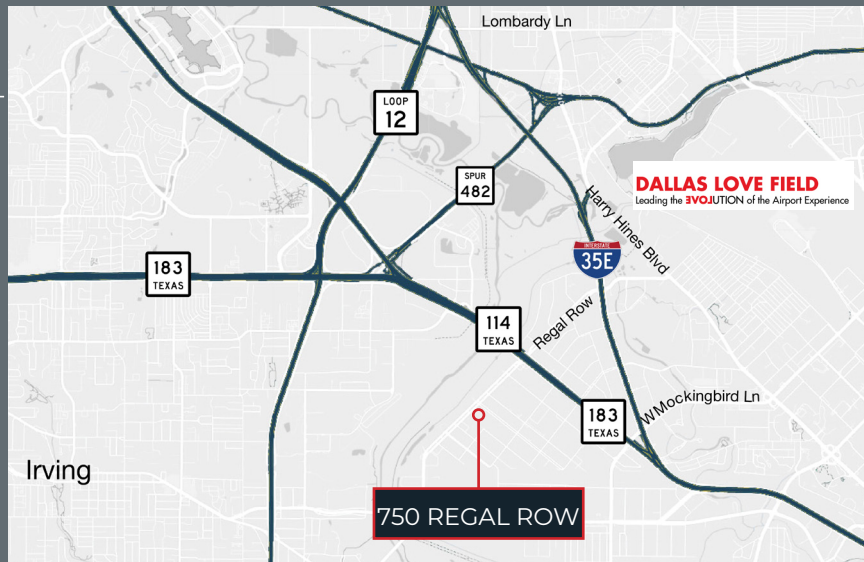 Lombardy Ln
LOOP
12
SPUR
482
DALLAS LOVE FIELD
Leading the EVOLUTION of the Airport Experience
Harry Hines Blvd
INTERSTATE
35E
183
TEXAS
114
TEXAS
Regal Row
W Mockingbird Ln
183
TEXAS
Irving
750 REGAL ROW